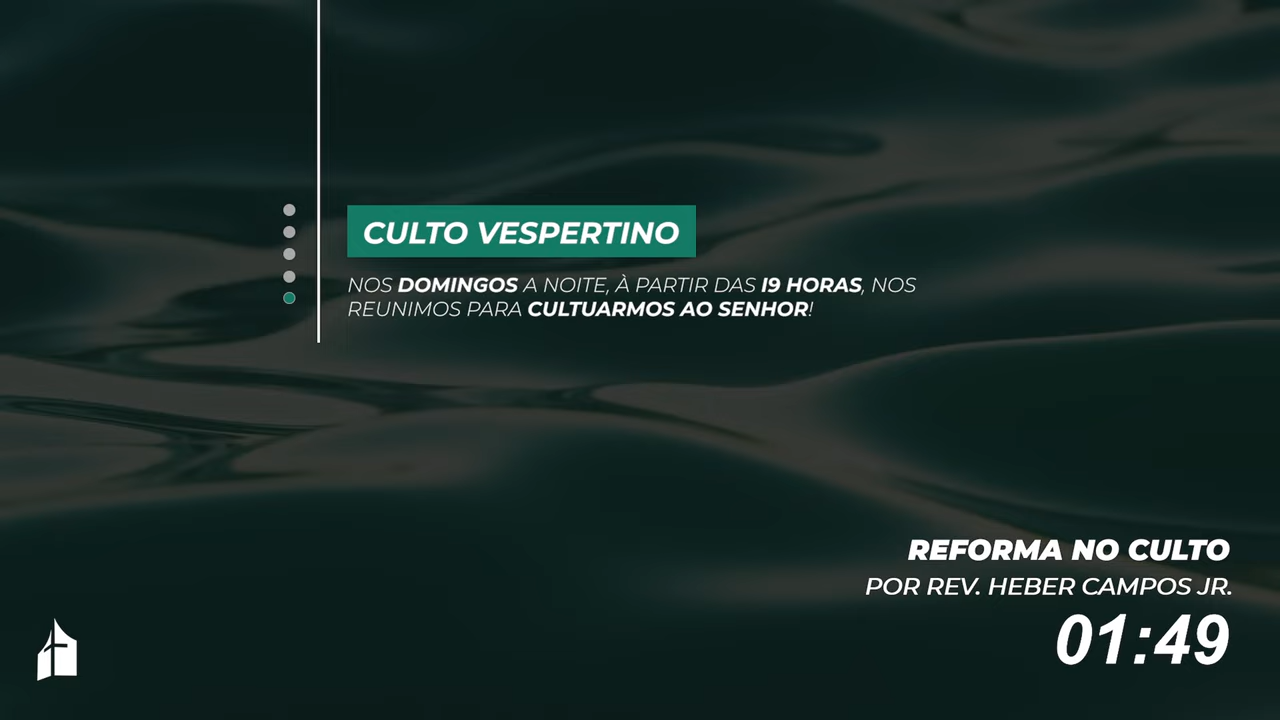 CULTO VESPERTINO
NOS DOMINGOS A NOITE, À PARTIR DAS 19 HORAS, NOS
REUNIMOS PARA CULTUARMOS AO SENHOR!
REFORMA NO CULTO
POR REV. HEBER CAMPOS JR.
01:49